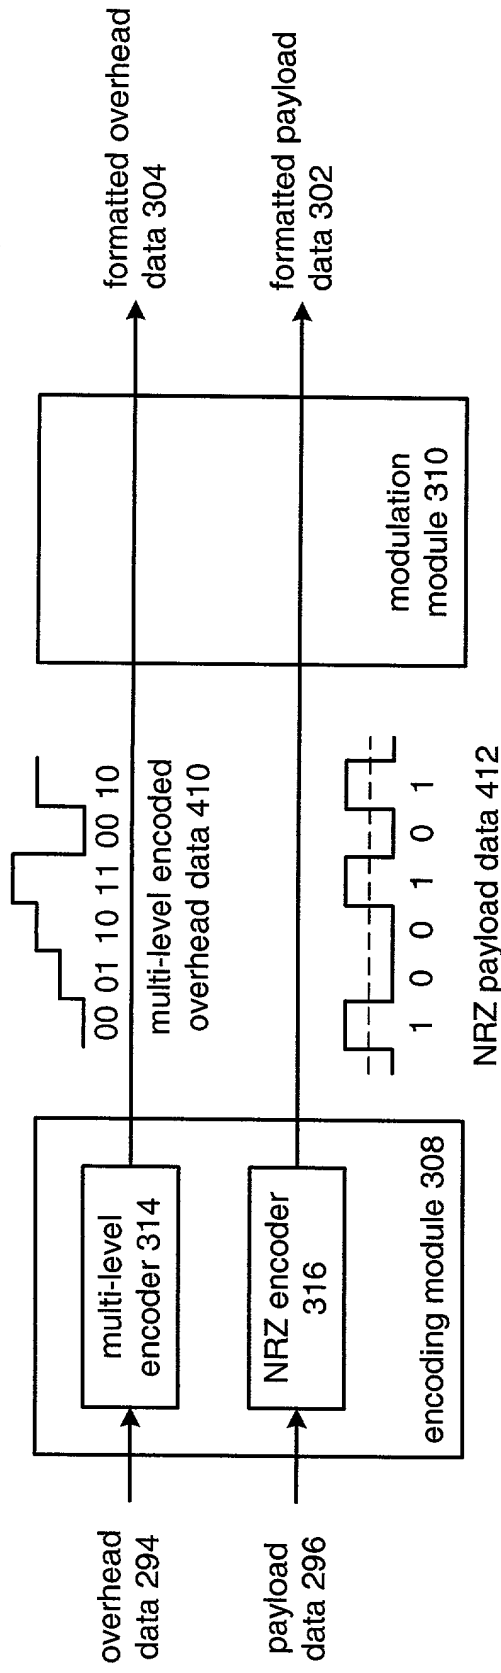 overhead
data 294
payload
data 296
multi-level
encoder 314
NRZ encoder
316
encoding module 308
00 01 10 11 00 10
multi-level encoded
overhead data 410
1 0 0 1 0 1
NRZ payload data 412
modulation
module 310
formatted overhead
data 304
formatted payload
data 302